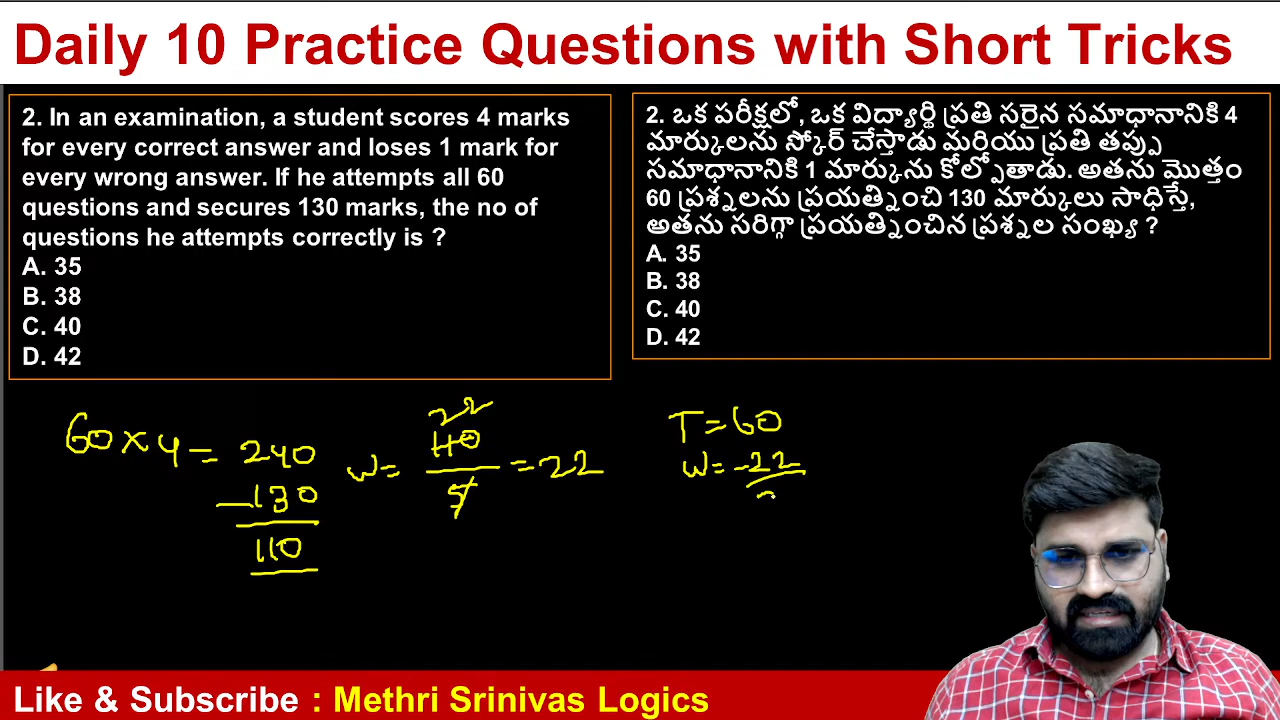 Daily 10 Practice Questions with Short Tricks
2. In an examination, a student scores 4 marks
for every correct answer and loses 1 mark for
every wrong answer. If he attempts all 60
questions and secures 130 marks, the no of
questions he attempts correctly is ?
A. 35
B. 38
C. 40
D. 42
2. ఒక పరీక్షలో, ఒక విద్యార్థి ప్రతి సరైన సమాధానానికి 4
మార్కులను స్కోర్ చేస్తాడు మరియు ప్రతి తప్పు
సమాధానానికి 1 మార్కును కోల్పోతాడు. అతను మొత్తం
60 ప్రశ్నలను ప్రయత్నించి 130 మార్కులు సాధిస్తే,
అతను సరిగ్గా ప్రయత్నించిన ప్రశ్నల సంఖ్య ?
A. 35
B. 38
C. 40
D. 42
60 x 4 = 240
-130
110
22
W = 110 / 5 = 22
T = 60
W = -22
Like & Subscribe : Methri Srinivas Logics